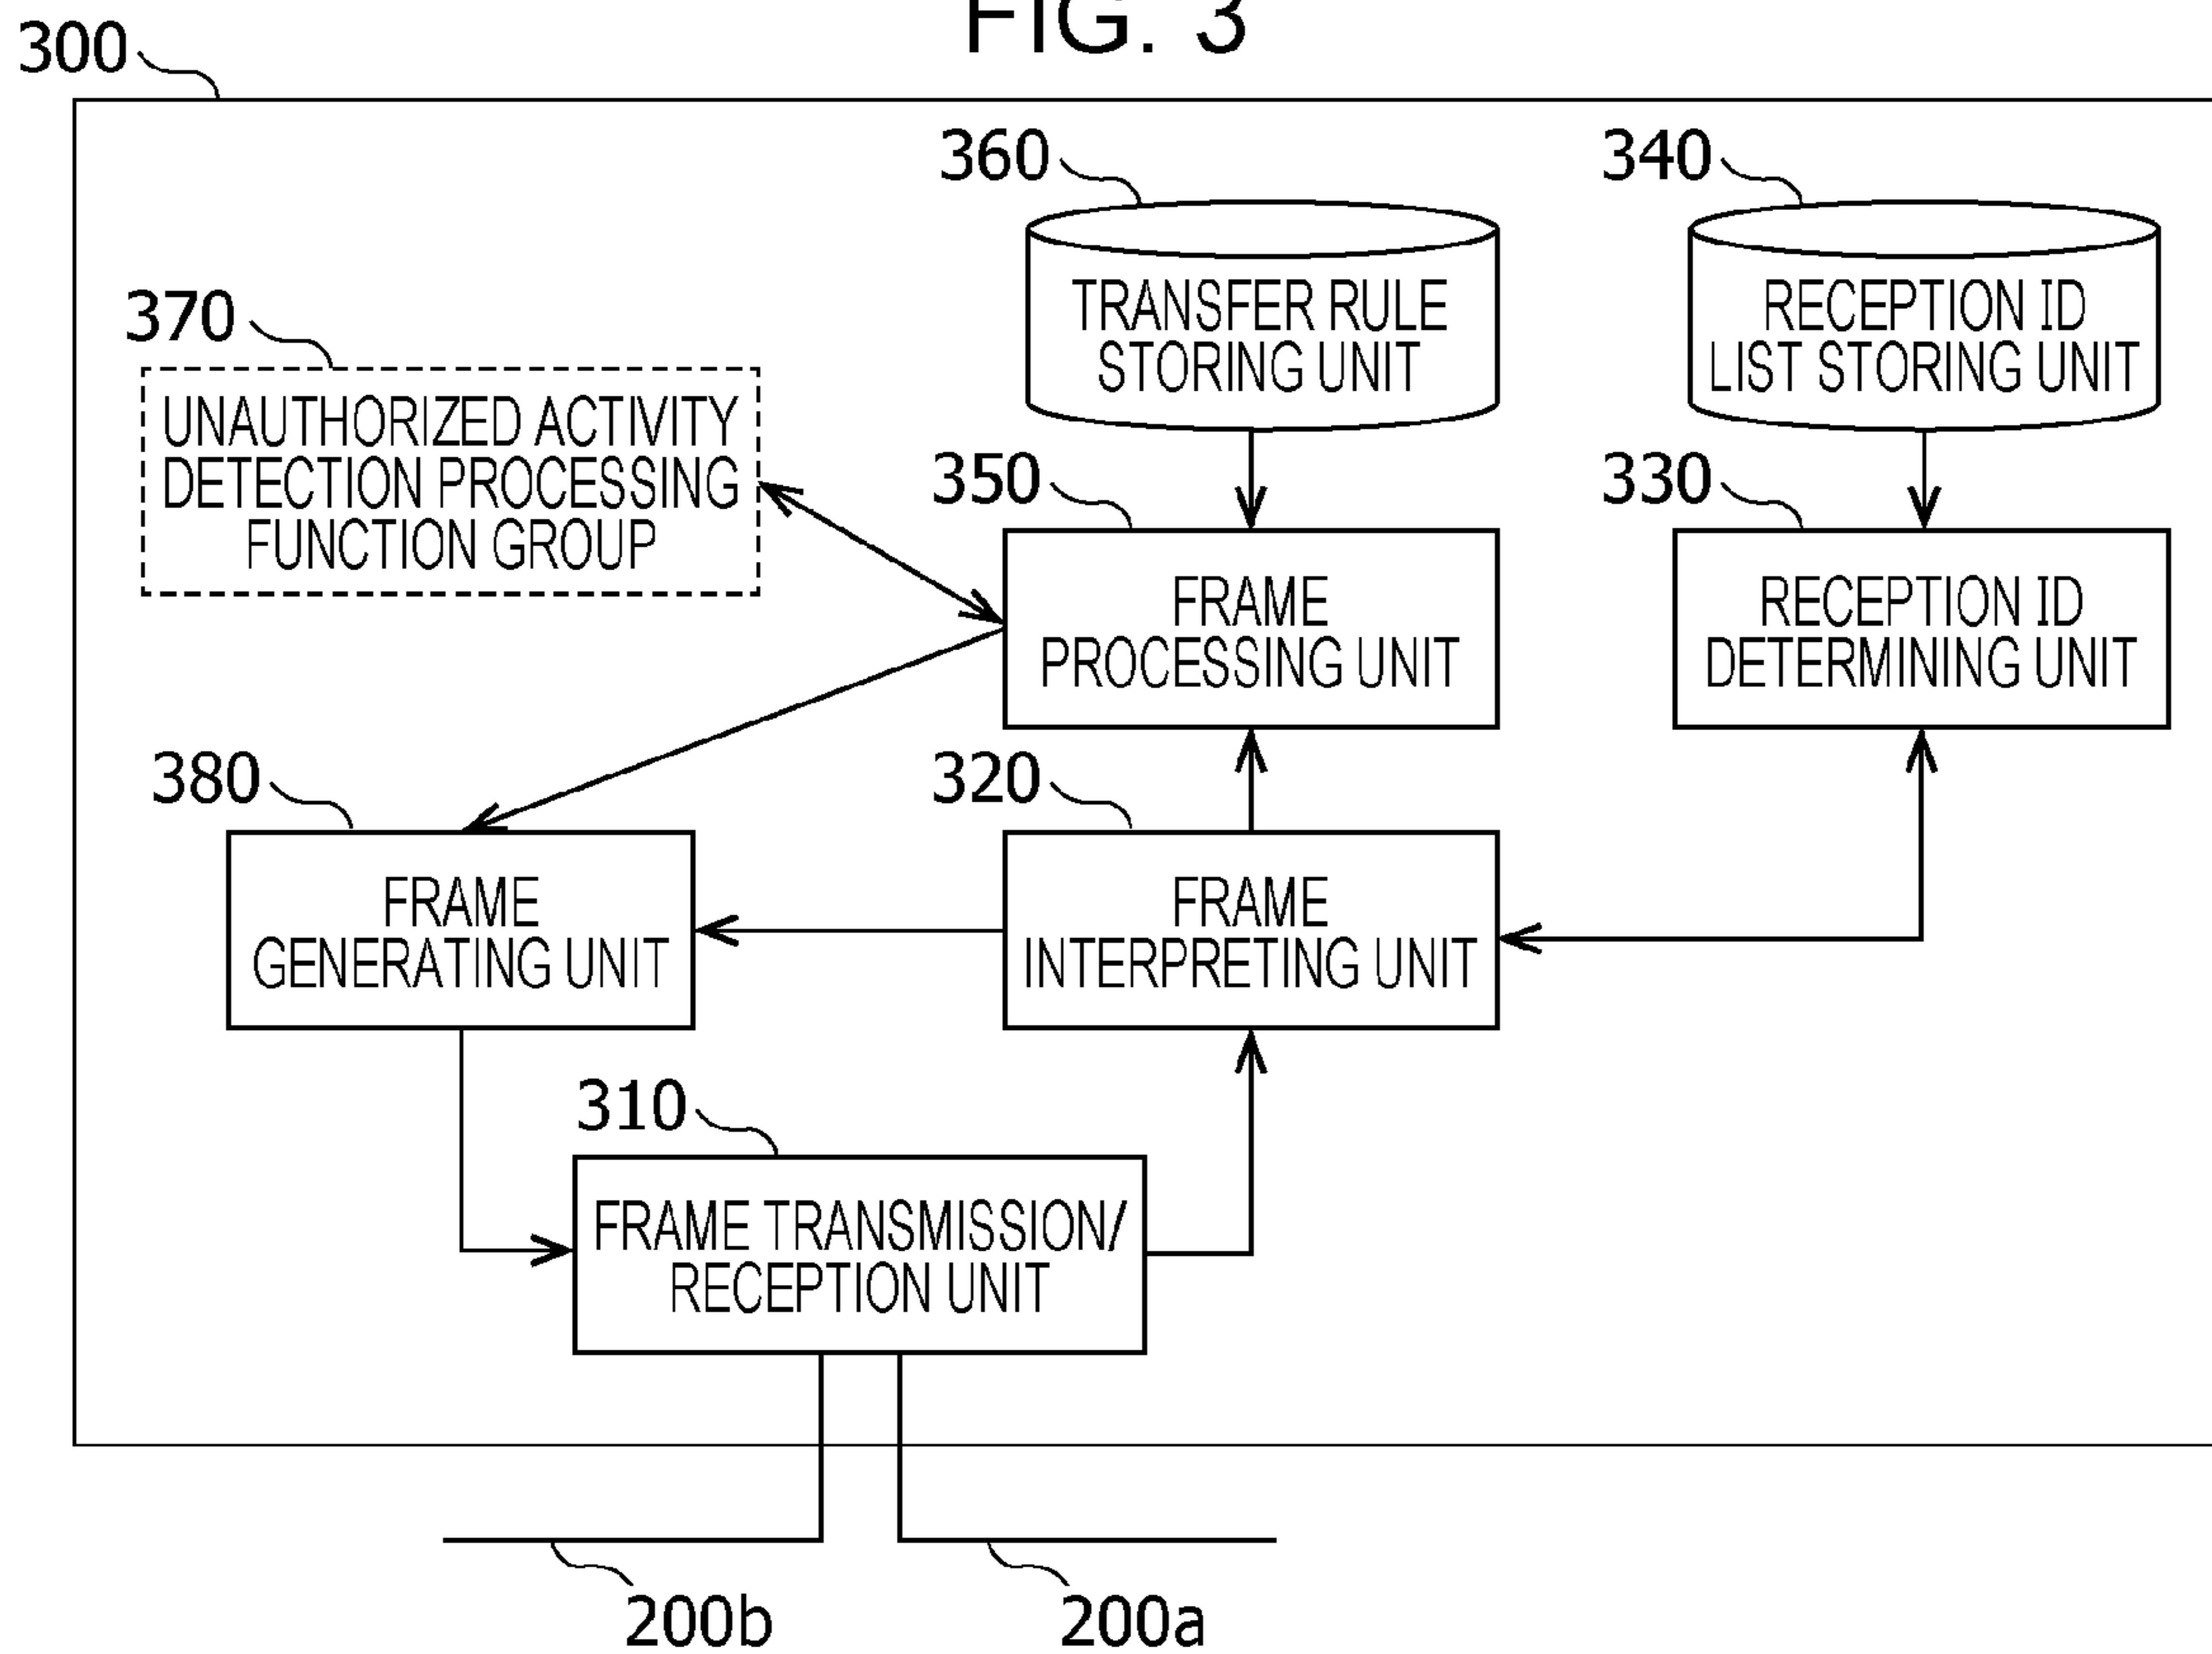 FIG. 3
300
360
340
TRANSFER RULE
STORING UNIT
RECEPTION ID
LIST STORING UNIT
370
UNAUTHORIZED ACTIVITY
DETECTION PROCESSING
FUNCTION GROUP
350
330
FRAME
PROCESSING UNIT
RECEPTION ID
DETERMINING UNIT
380
320
FRAME
GENERATING UNIT
FRAME
INTERPRETING UNIT
310
FRAME TRANSMISSION/
RECEPTION UNIT
200b
200a